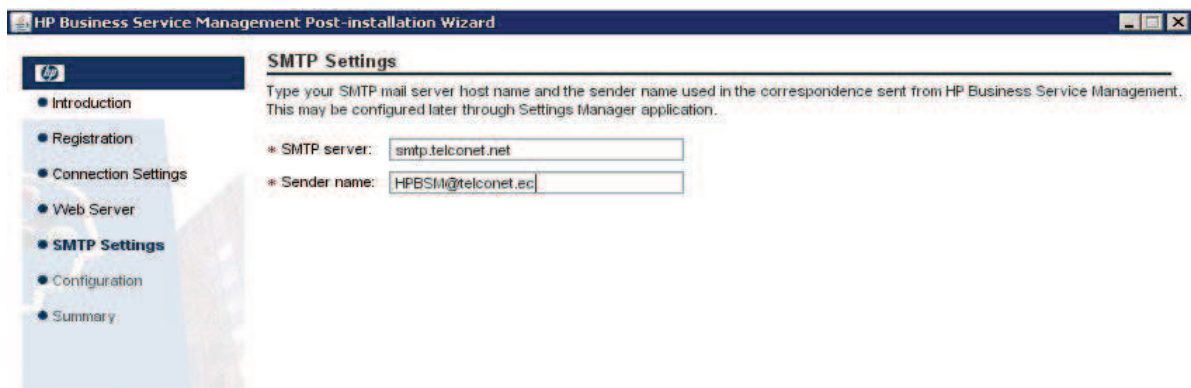 HP Business Service Management Post-installation Wizard
hp
Introduction
Registration
Connection Settings
Web Server
SMTP Settings
Configuration
Summary
SMTP Settings
Type your SMTP mail server host name and the sender name used in the correspondence sent from HP Business Service Management.
This may be configured later through Settings Manager application.
* SMTP server: smtp.telconet.net
* Sender name: HPBSM@telconet.ec